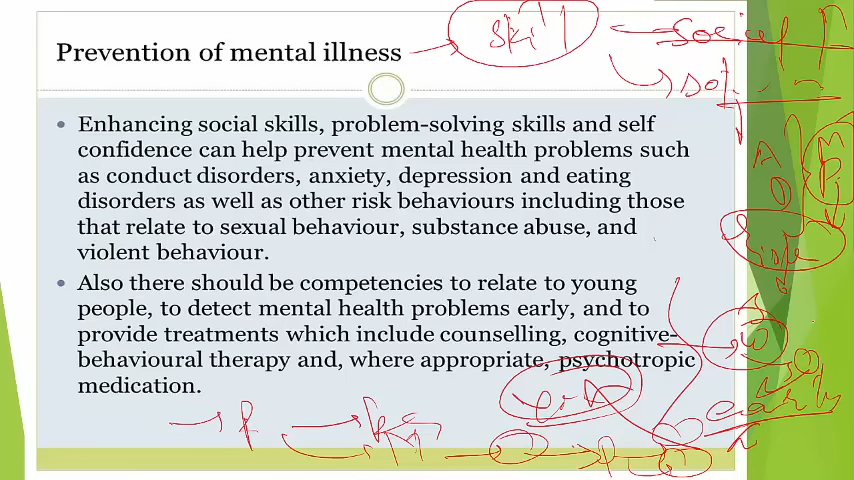 Prevention of mental illness
skill
social
• Enhancing social skills, problem-solving skills and self
confidence can help prevent mental health problems such
as conduct disorders, anxiety, depression and eating
disorders as well as other risk behaviours including those
that relate to sexual behaviour, substance abuse, and
violent behaviour.
• Also there should be competencies to relate to young
people, to detect mental health problems early, and to
provide treatments which include counselling, cognitive-
behavioural therapy and, where appropriate, psychotropic
medication.
early